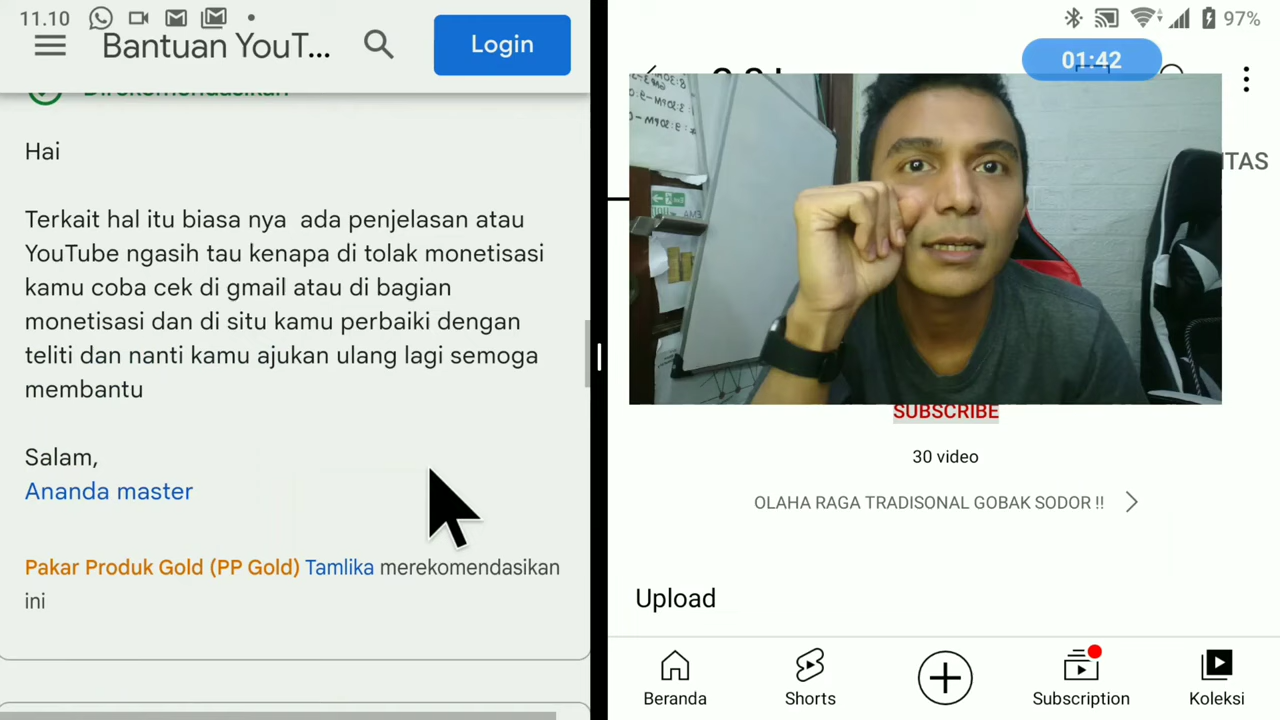 11.10
97%
Bantuan YouT...
Login
01:42
Direkomendasikan
Hai
Terkait hal itu biasa nya ada penjelasan atau
YouTube ngasih tau kenapa di tolak monetisasi
kamu coba cek di gmail atau di bagian
monetisasi dan di situ kamu perbaiki dengan
teliti dan nanti kamu ajukan ulang lagi semoga
membantu
Salam,
Ananda master
Pakar Produk Gold (PP Gold) Tamlika merekomendasikan
ini
ITAS
SUBSCRIBE
30 video
OLAHA RAGA TRADISONAL GOBAK SODOR !!
Upload
Beranda
Shorts
Subscription
Koleksi